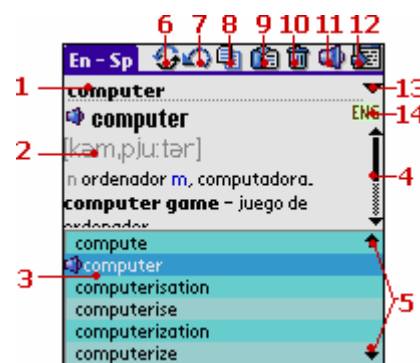 6 7 8 9 10 11 12
En - Sp
1 computer 13
computer ENG 14
2 [kəm,pju:tər]
n ordenador m, computadora. 4
computer game - juego de
ordenador
compute
3 computer
computerisation 5
computerise
computerization
computerize